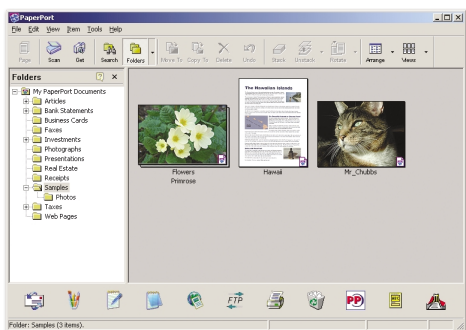 PaperPort
File Edit View Item Tools Help
Page Scan Get Search Folders Move To Copy To Delete Undo Stack Unstack Rotate Arrange Views
Folders
My PaperPort Documents
Articles
Bank Statements
Business Cards
Faxes
Investments
Photographs
Presentations
Real Estate
Receipts
Samples
Photos
Taxes
Web Pages
The Hawaiian Islands
Flowers
Primrose
Hawaii
Mr_Chubbs
FTP
PP
Folder: Samples (3 items).